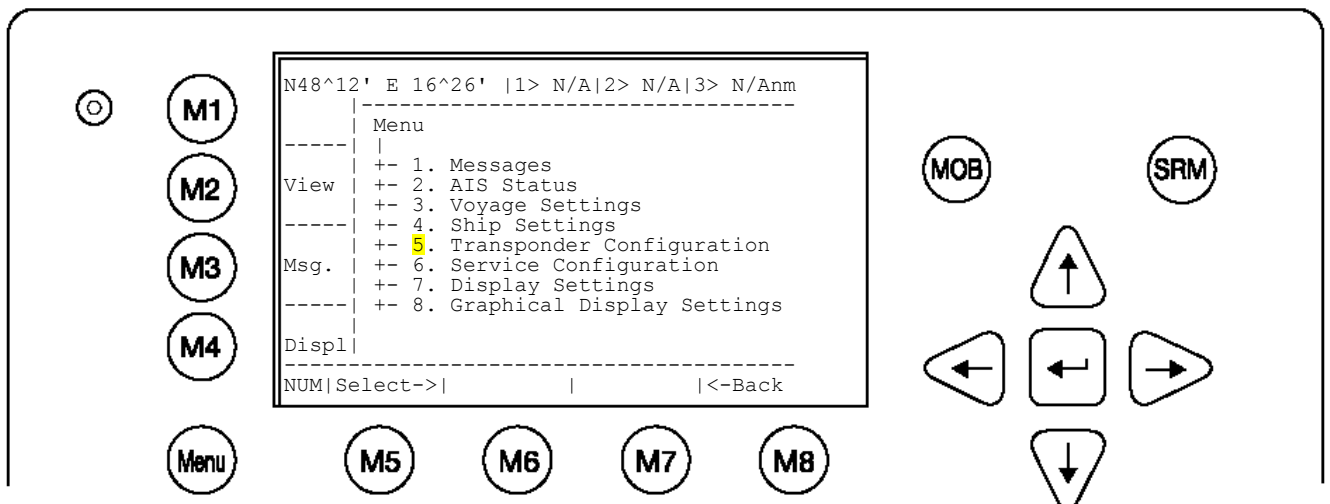 N48^12' E 16^26' |1> N/A|2> N/A|3> N/Anm
M1
Menu
1. Messages
MOB
SRM
M2
View
2. AIS Status
3. Voyage Settings
4. Ship Settings
5. Transponder Configuration
M3
Msg.
6. Service Configuration
7. Display Settings
8. Graphical Display Settings
M4
Displ
NUM|Select->| | |<-Back
Menu
M5
M6
M7
M8